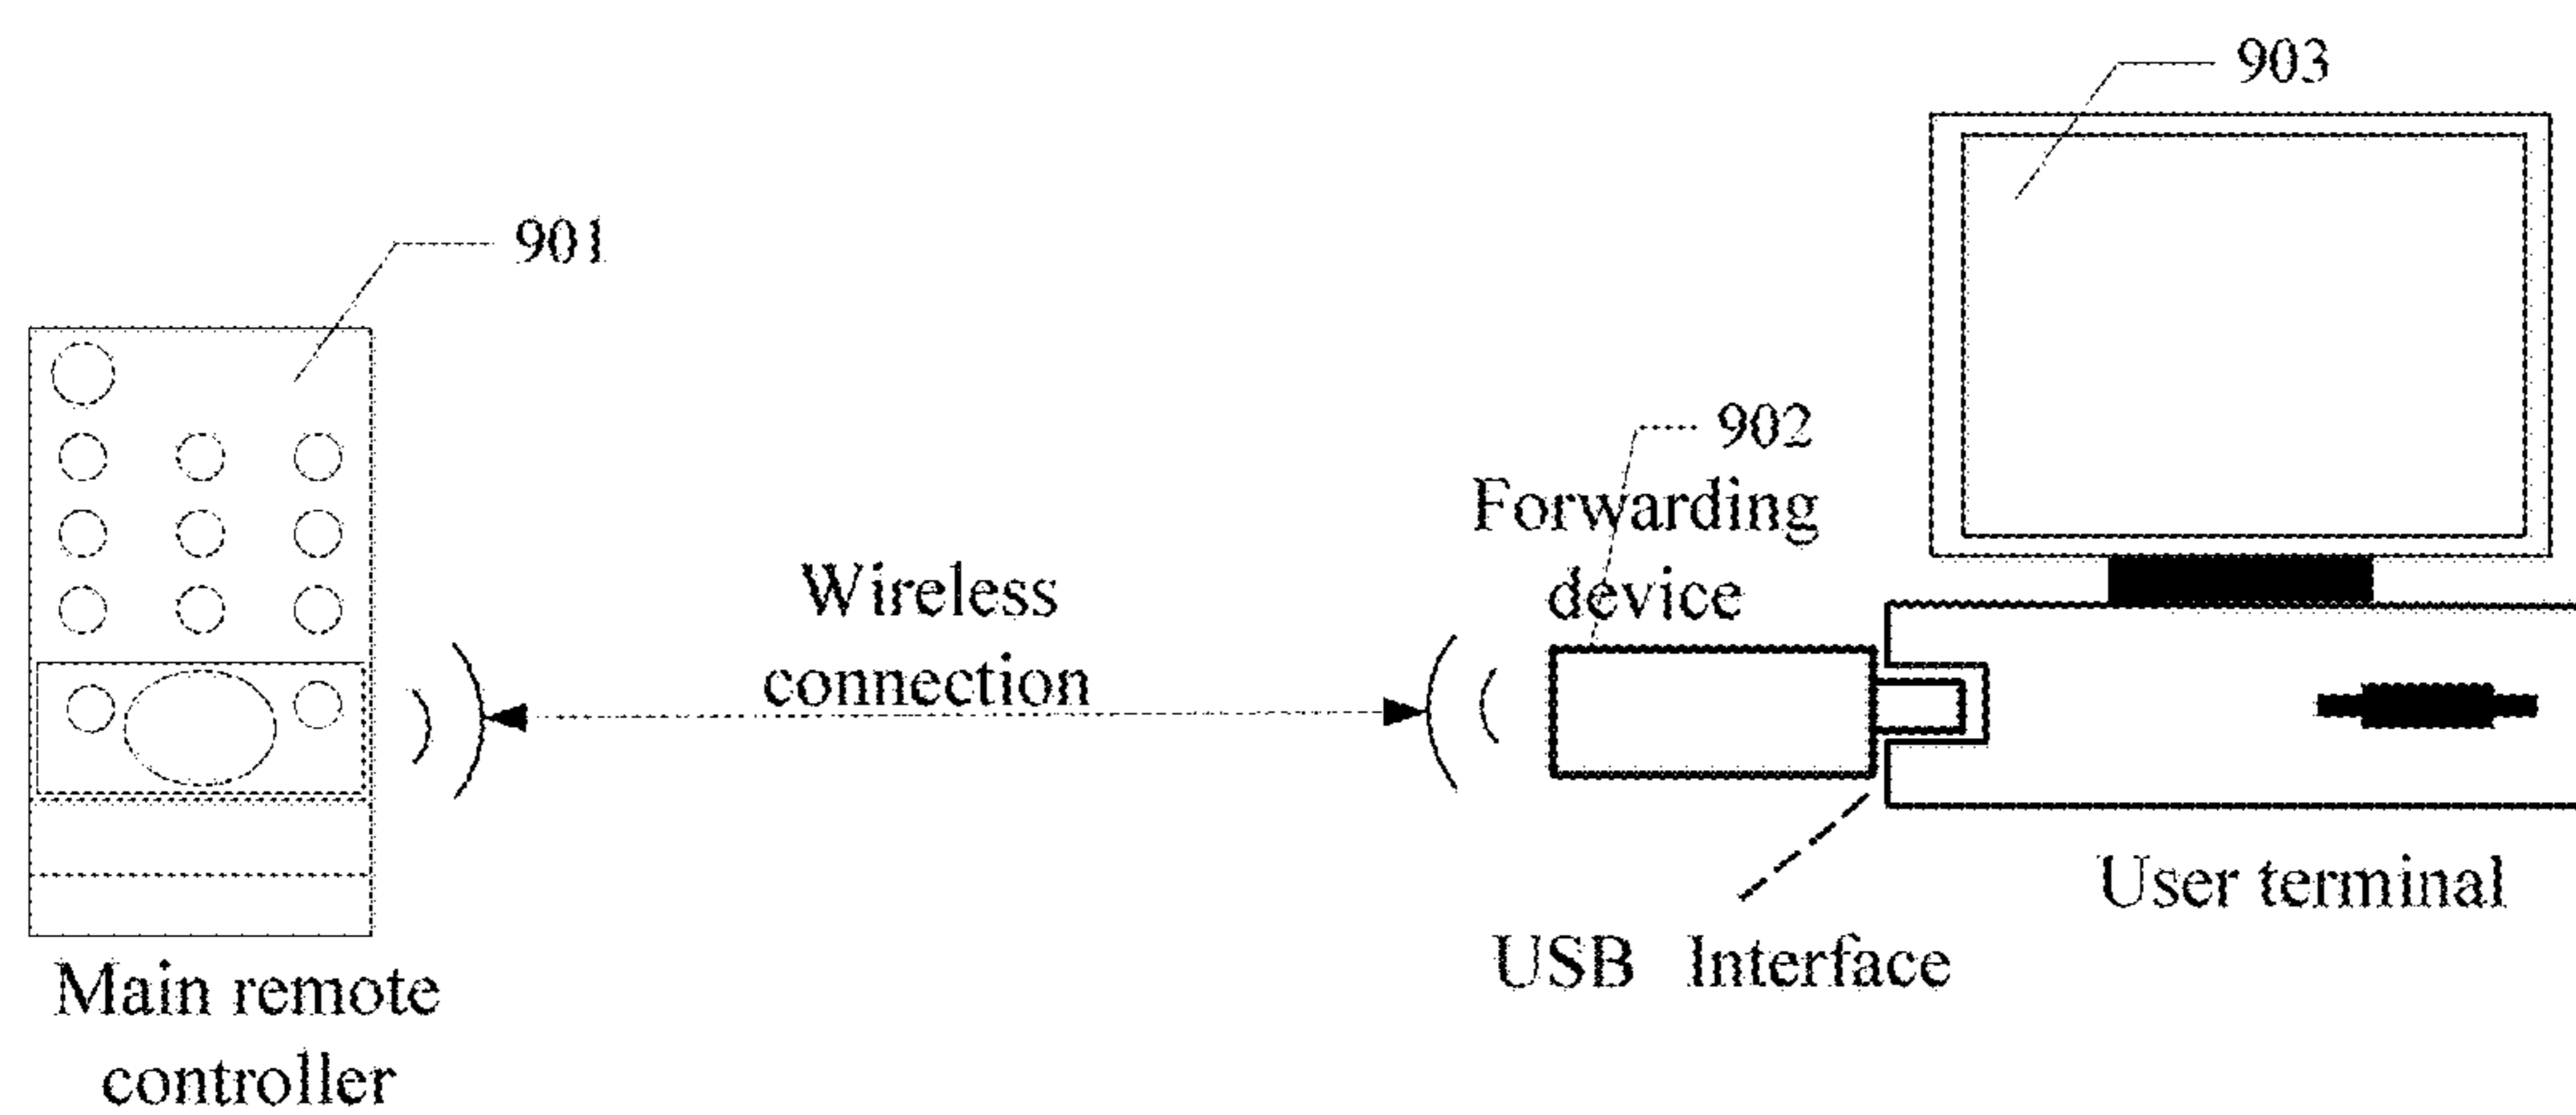 903
901
902
Forwarding
device
Wireless
connection
User terminal
USB Interface
Main remote
controller